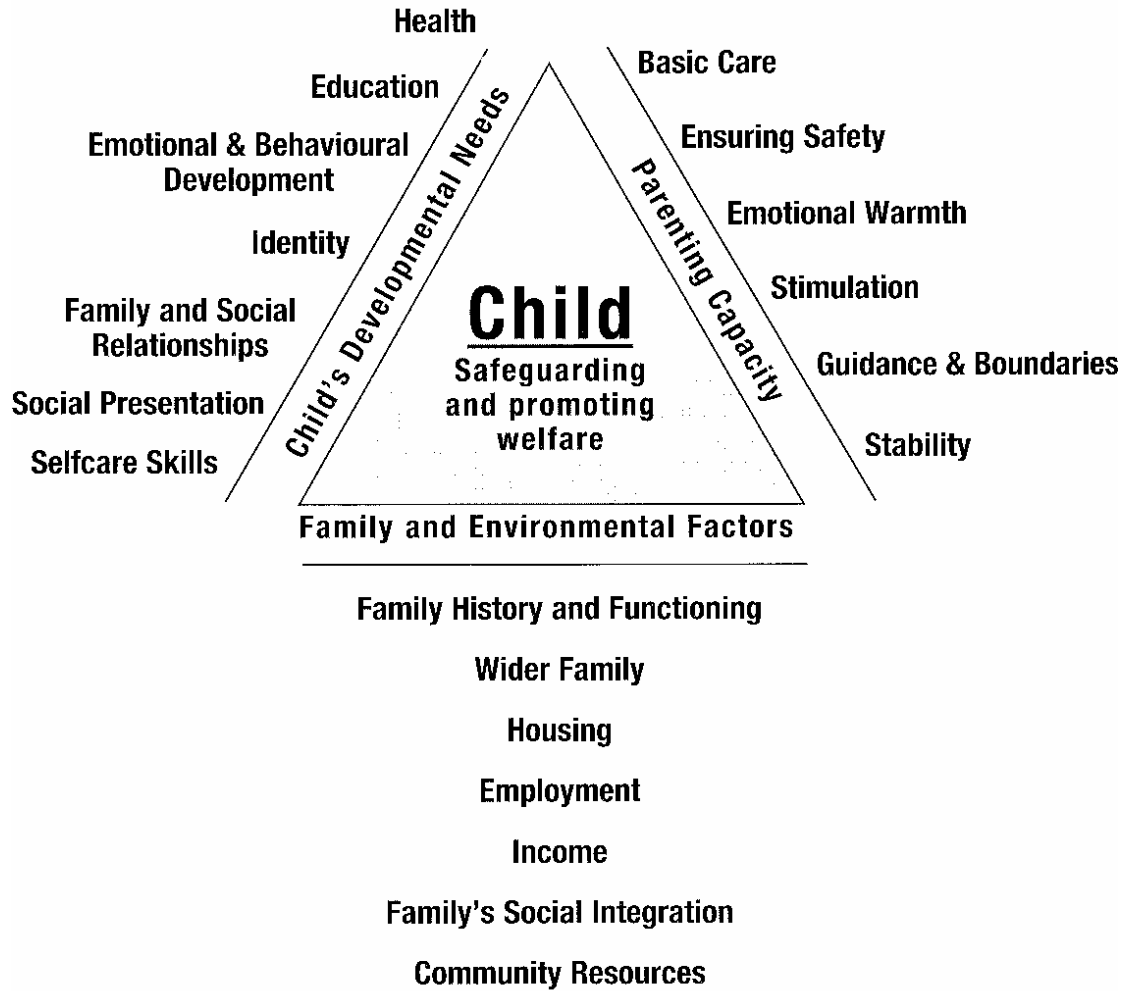 Health
Education
Emotional & Behavioural
Development
Identity
Family and Social
Relationships
Social Presentation
Selfcare Skills
Child's Developmental Needs
Basic Care
Ensuring Safety
Emotional Warmth
Stimulation
Guidance & Boundaries
Stability
Parenting Capacity
Child
Safeguarding
and promoting
welfare
Family and Environmental Factors
Family History and Functioning
Wider Family
Housing
Employment
Income
Family's Social Integration
Community Resources